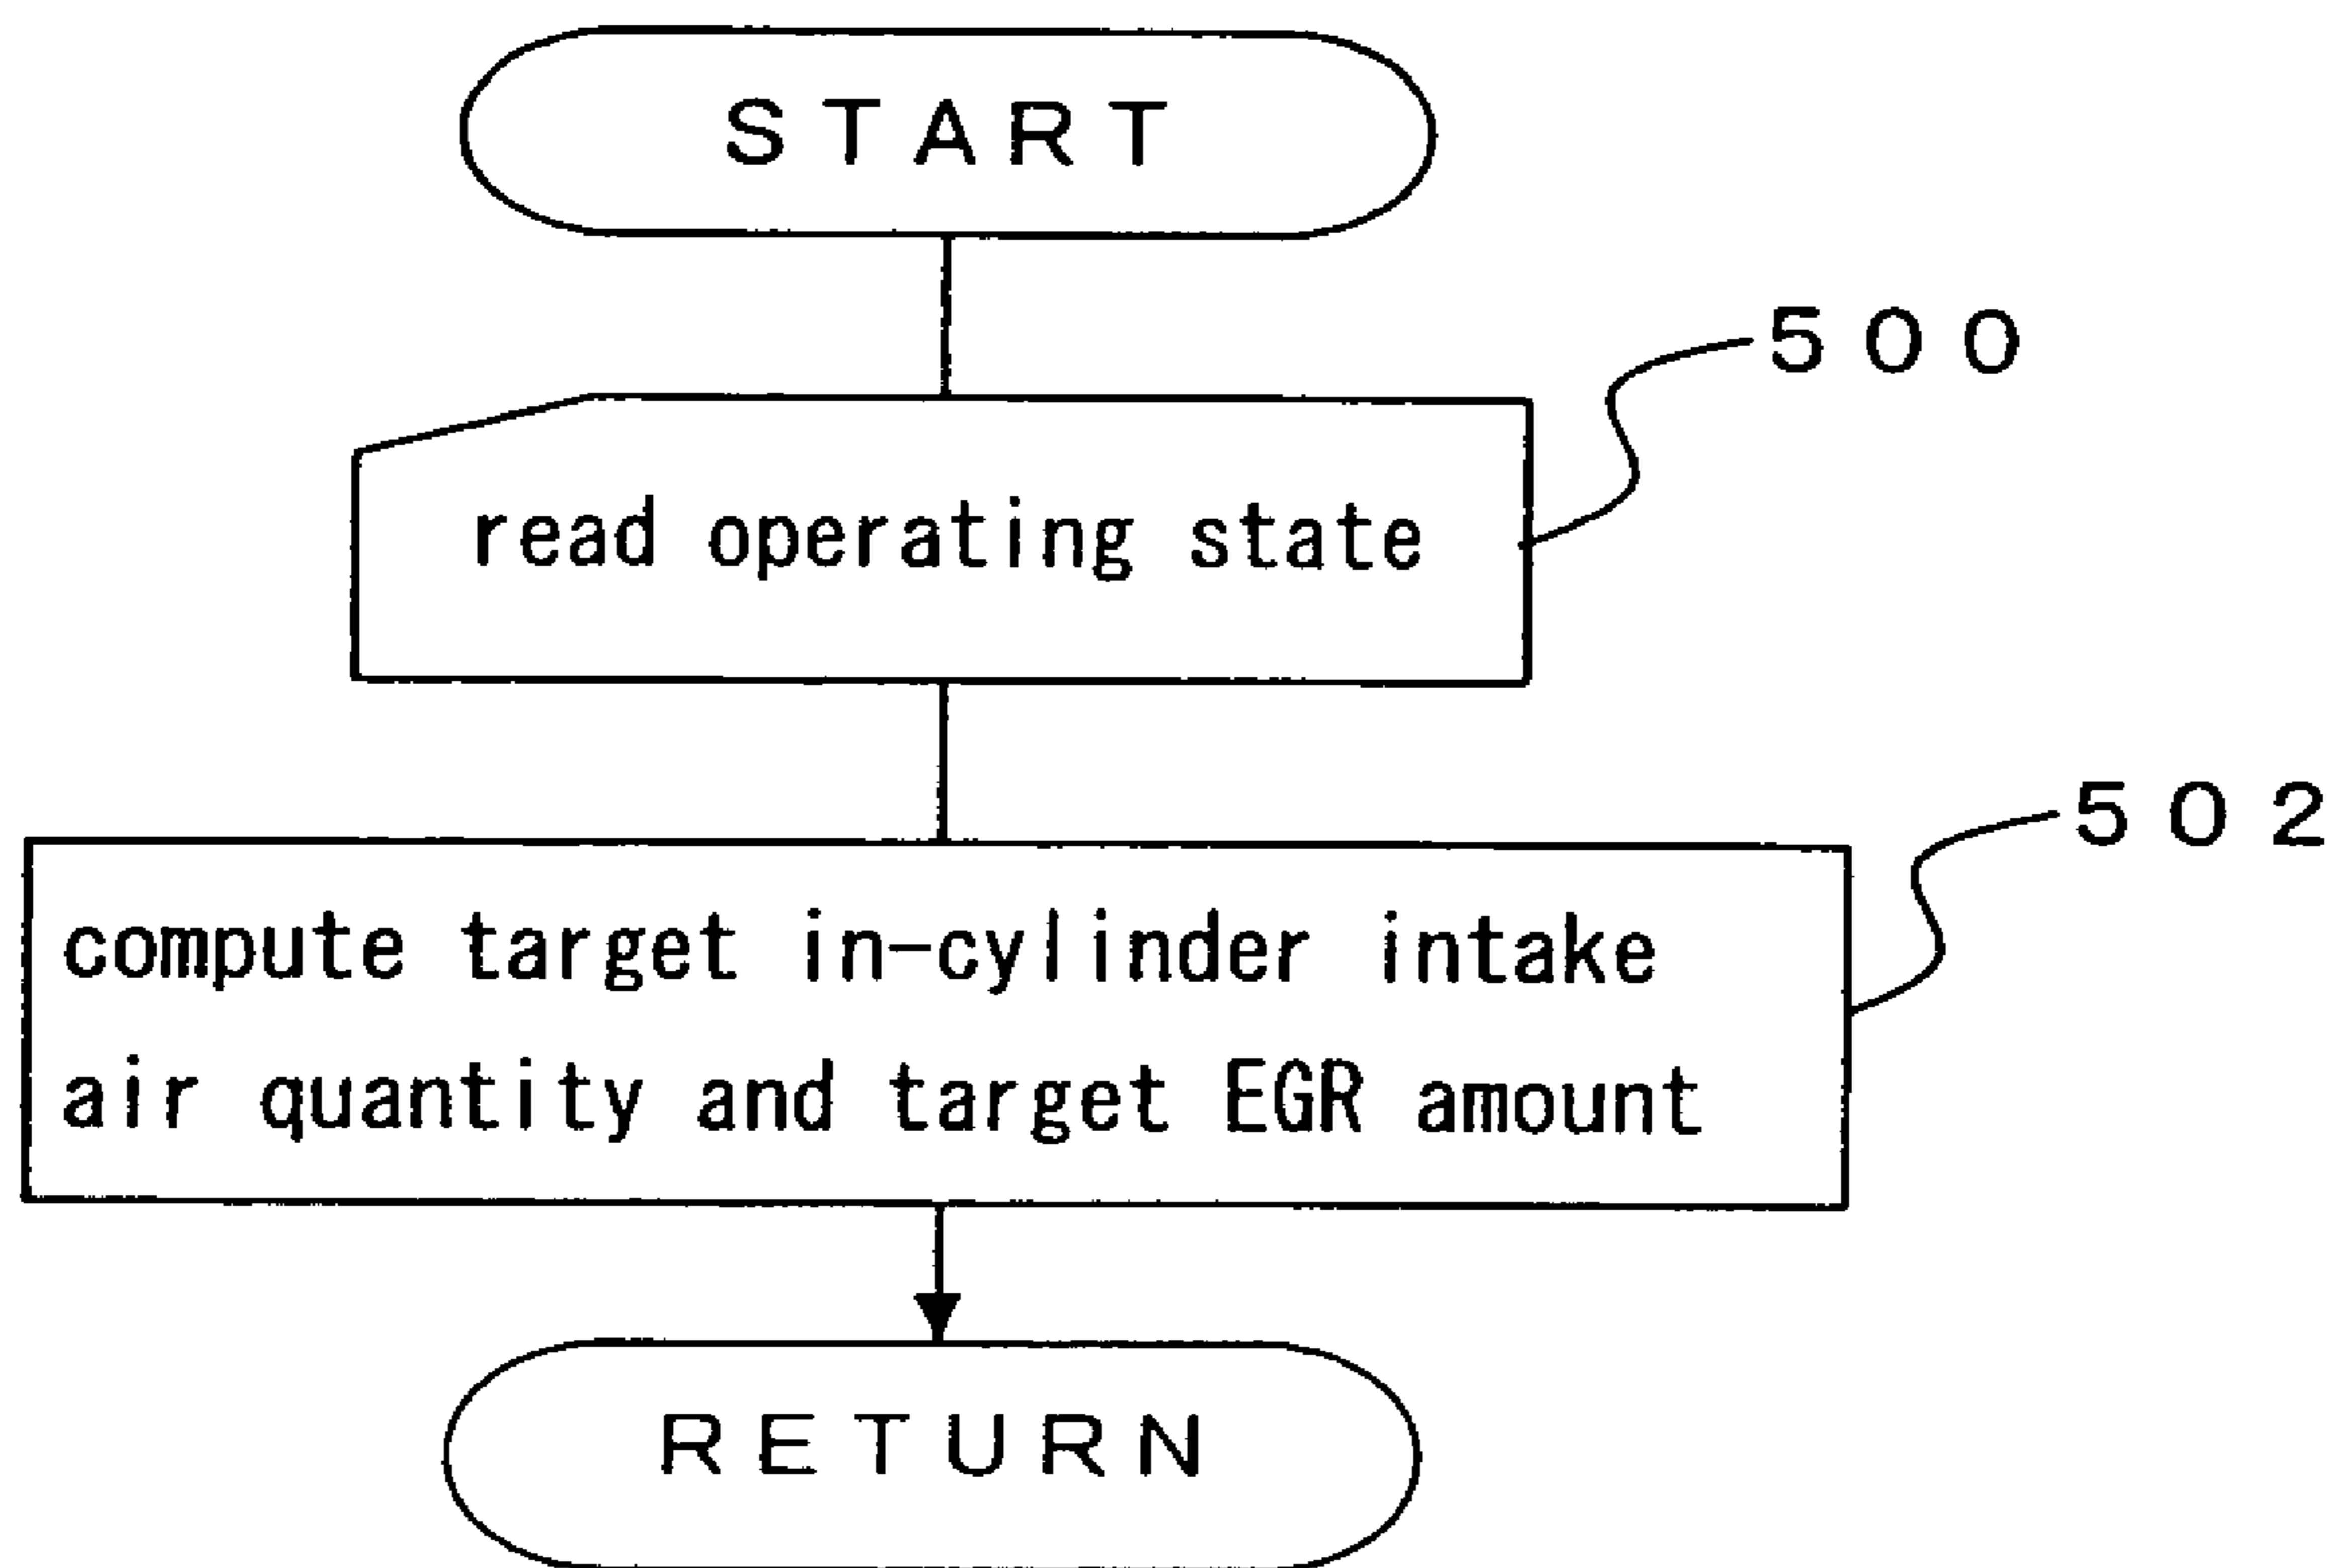 START
500
read operating state
502
compute target in-cylinder intake
air quantity and target EGR amount
RETURN